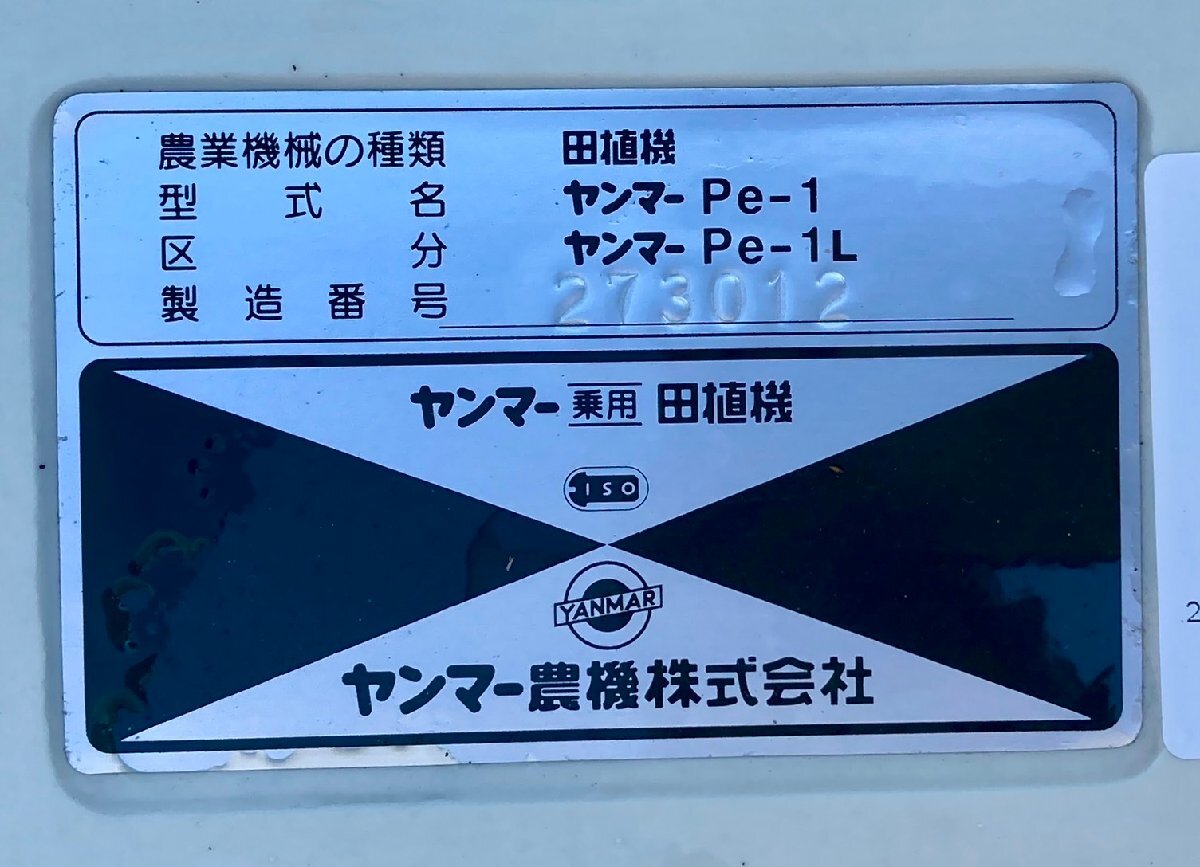 農業機械の種類 田植機
型式名 ヤンマー Pe-1
区分 ヤンマー Pe-1L
製造番号 273012
ヤンマー 乗用 田植機
ISO
YANMAR
ヤンマー農機株式会社
2